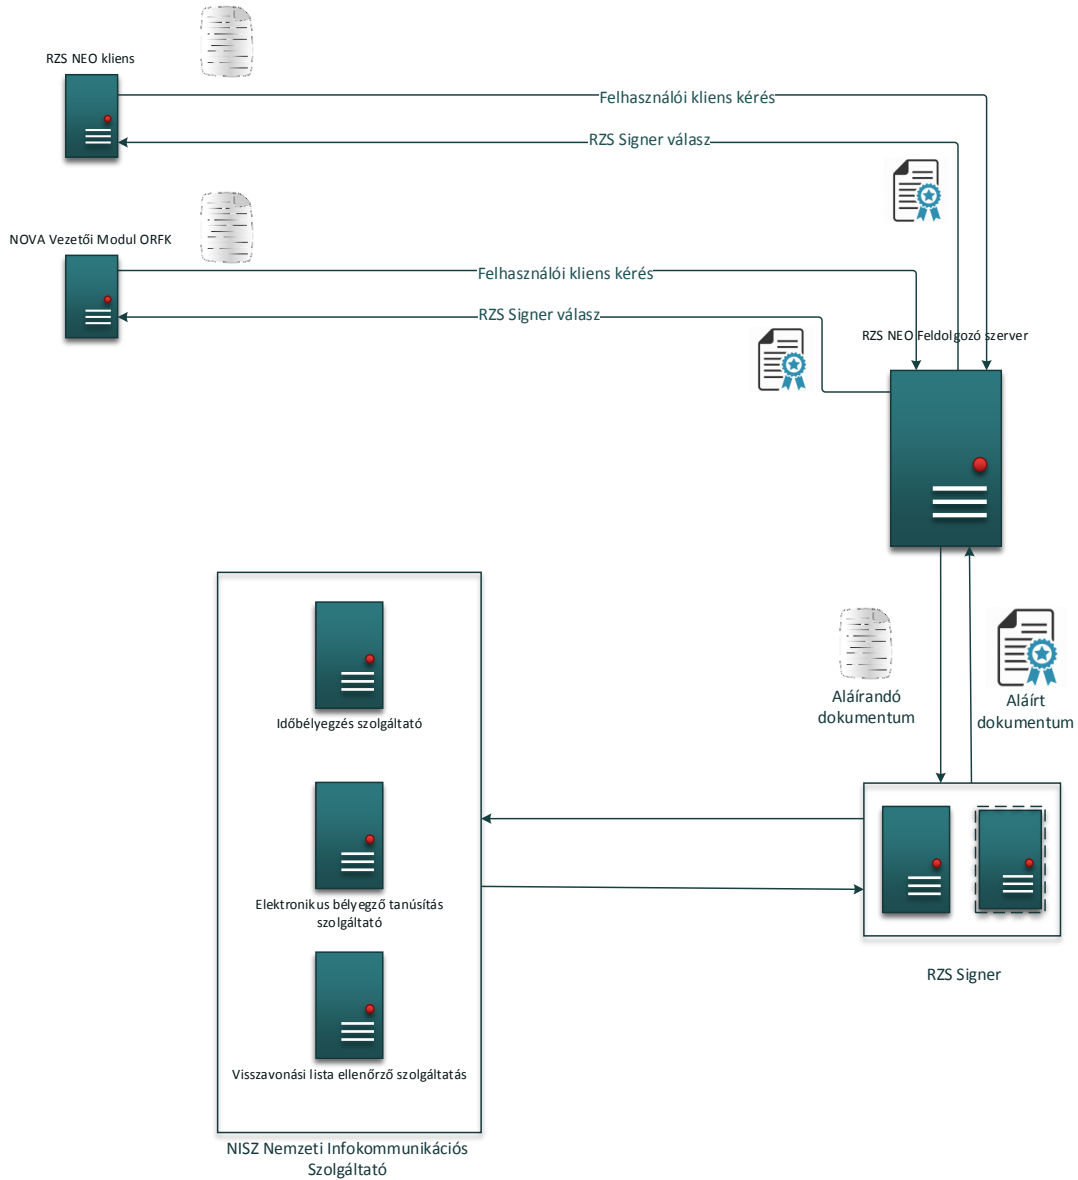 RZS NEO kliens
Felhasználói kliens kérés
RZS Signer válasz
NOVA Vezetői Modul ORFK
Felhasználói kliens kérés
RZS Signer válasz
RZS NEO Feldolgozó szerver
Aláírandó
dokumentum
Aláírt
dokumentum
Időbélyegzés szolgáltató
Elektronikus bélyegző tanúsítás
szolgáltató
RZS Signer
Visszavonási lista ellenőrző szolgáltatás
NISZ Nemzeti Infokommunikációs
Szolgáltató